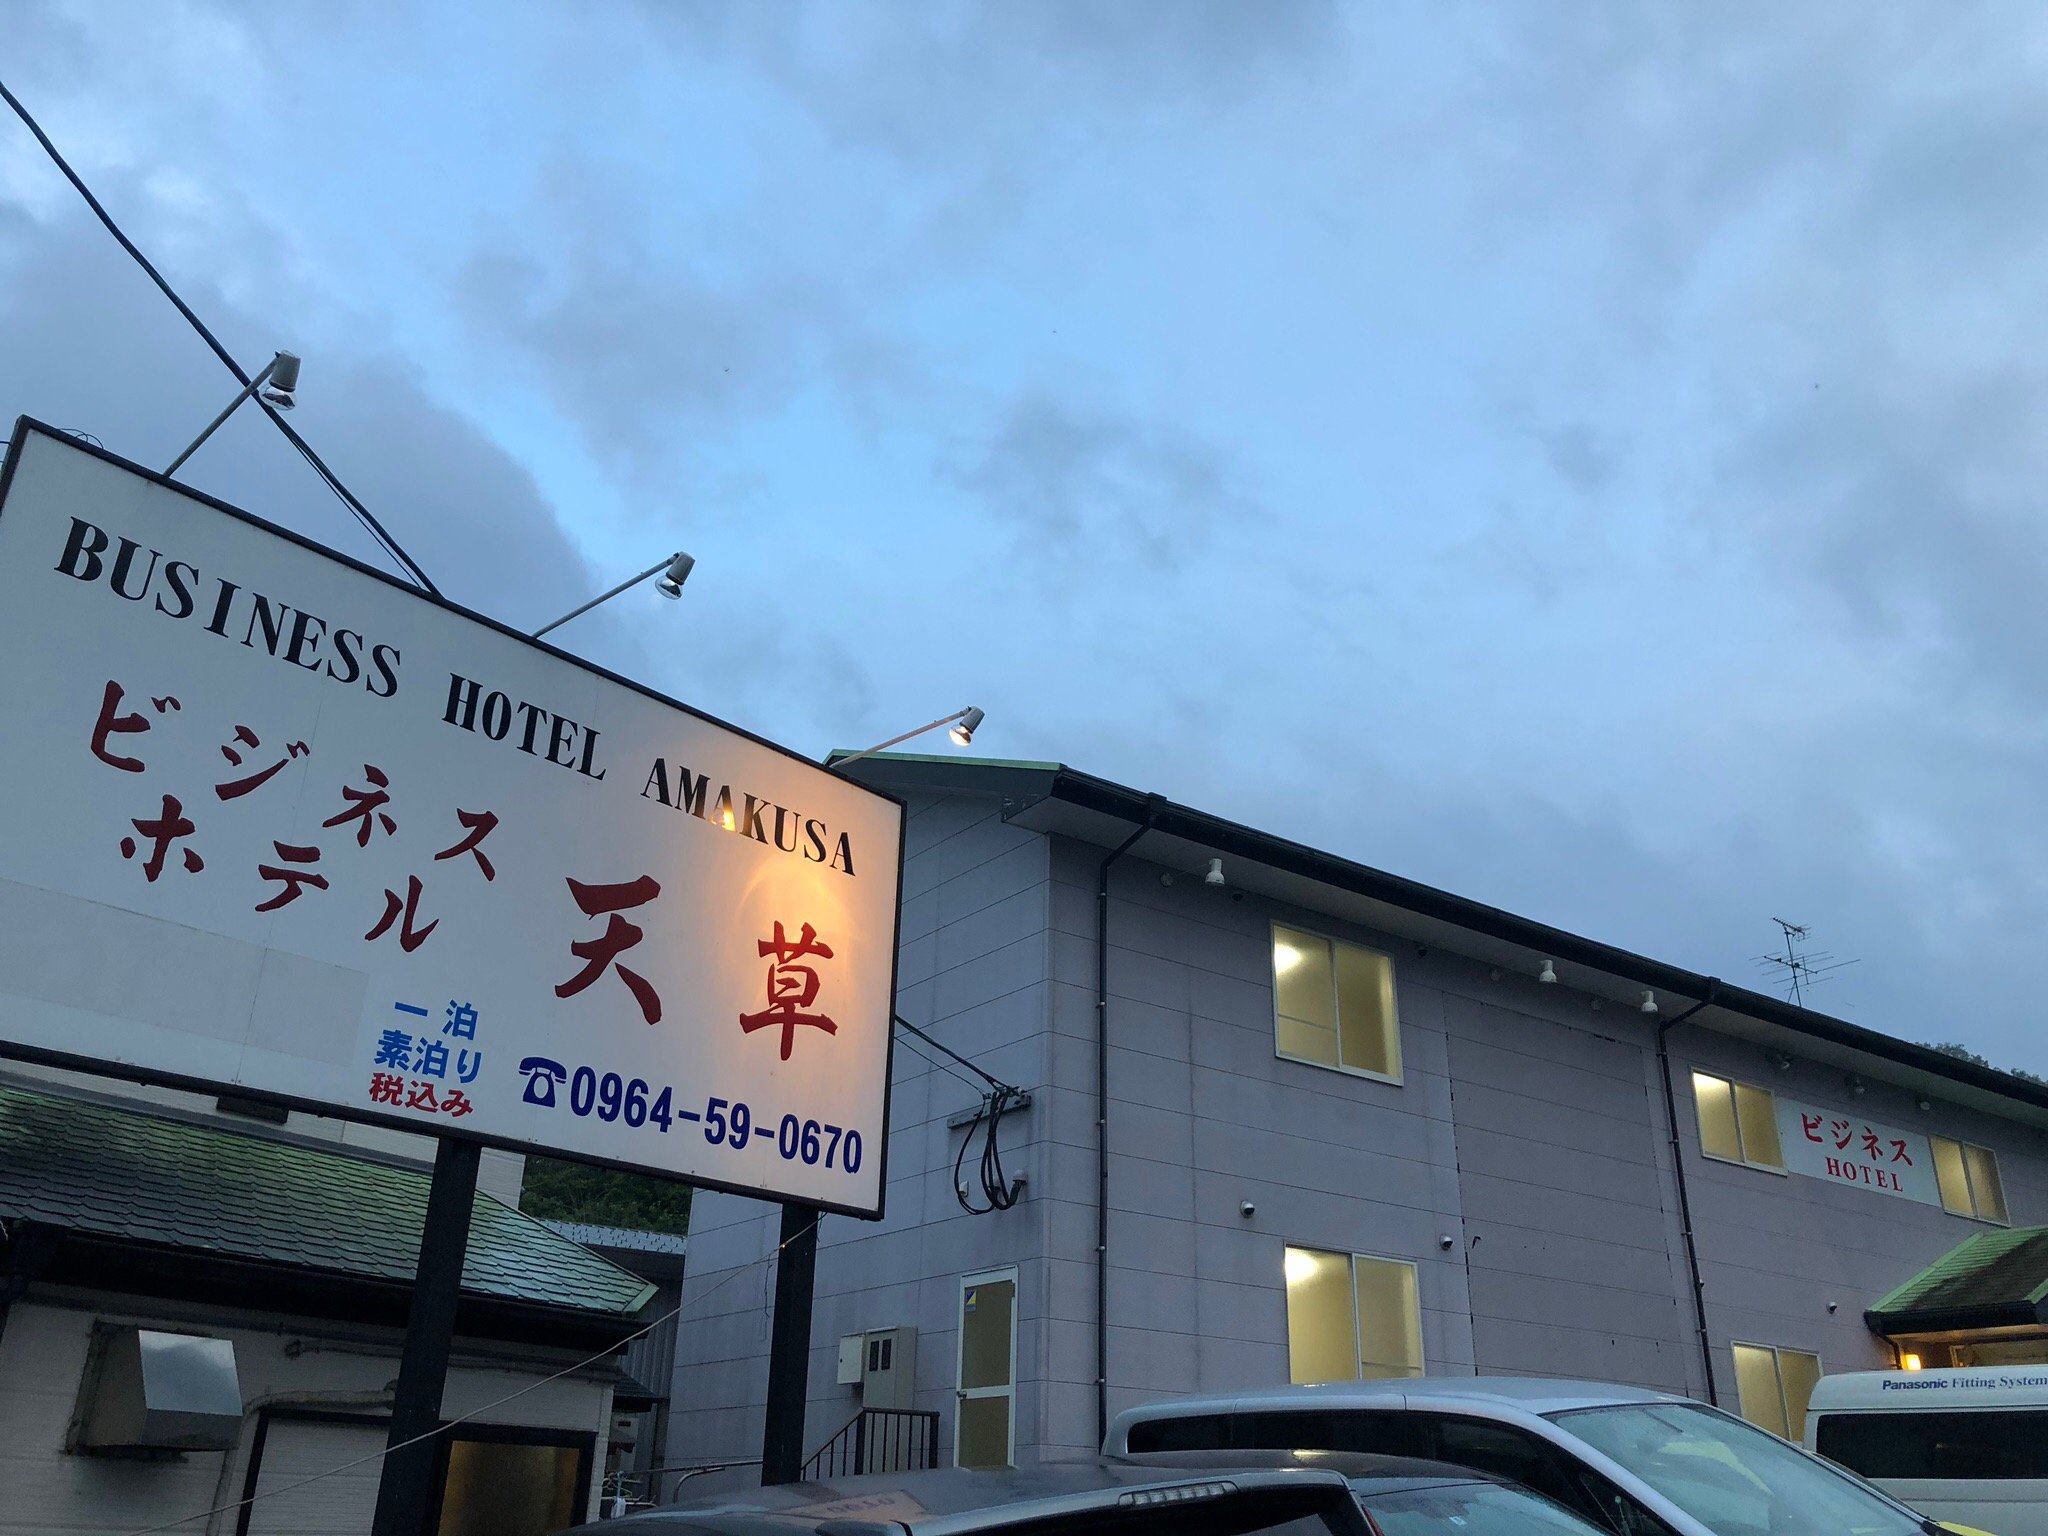 BUSINESS HOTEL AMAKUSA
ビジネス
ホテル
天草
一泊
素泊り
税込み
☎0964-59-0670
ビジネス
HOTEL
Panasonic Fitting System